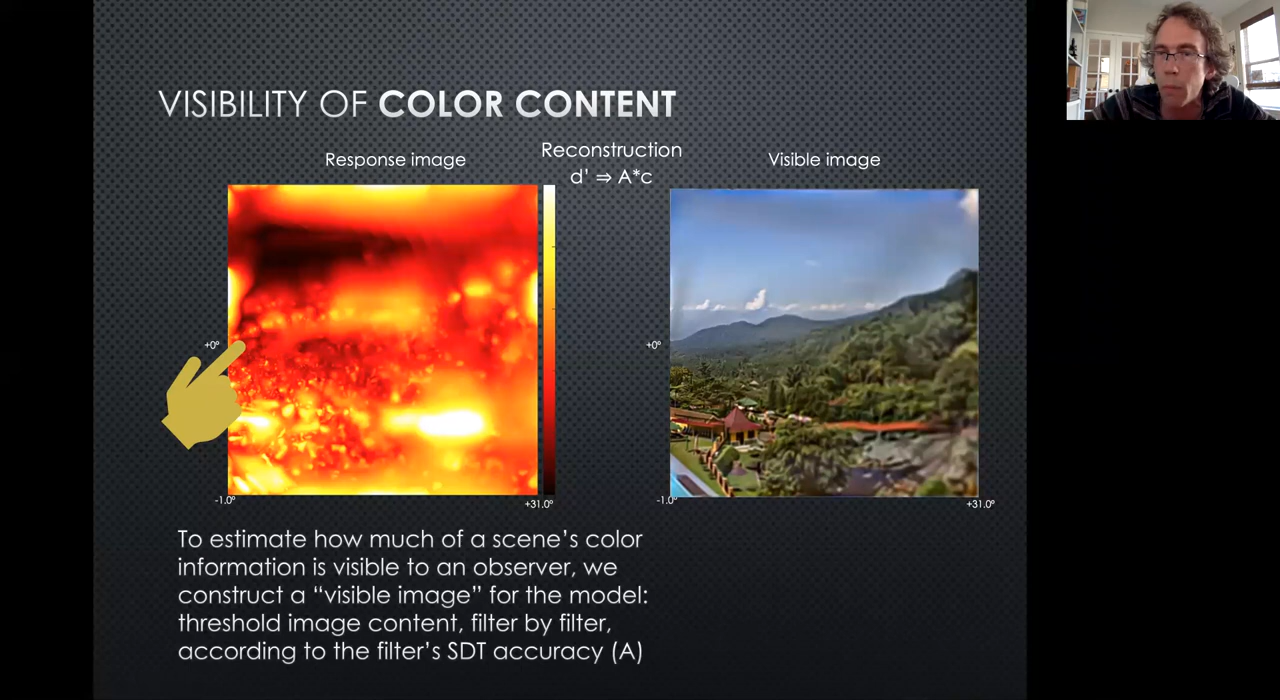 VISIBILITY OF COLOR CONTENT
Response image
Reconstruction
d' ⇒ A*c
Visible image
+0°
+0°
-1.0°
+31.0°
-1.0°
+31.0°
To estimate how much of a scene’s color
information is visible to an observer, we
construct a “visible image” for the model:
threshold image content, filter by filter,
according to the filter’s SDT accuracy (A)